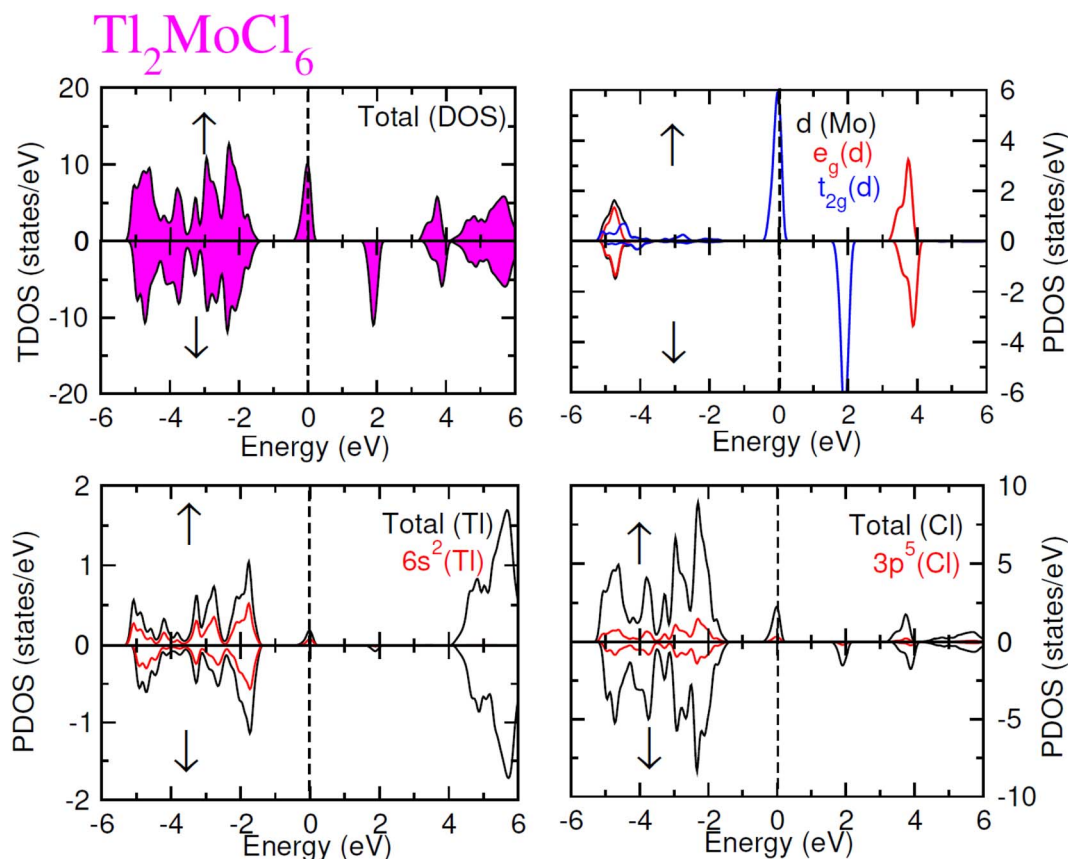 Tl2MoCl6
Total (DOS)
↑
↓
TDOS (states/eV)
20
10
0
-10
-20
-6 -4 -2 0 2 4 6
Energy (eV)
d (Mo)
eg(d)
t2g(d)
↑
↓
PDOS (states/eV)
6
4
2
0
-2
-4
-6
-6 -4 -2 0 2 4 6
Energy (eV)
Total (Tl)
6s2(Tl)
↑
↓
PDOS (states/eV)
2
1
0
-1
-2
-6 -4 -2 0 2 4 6
Energy (eV)
Total (Cl)
3p5(Cl)
↑
↓
PDOS (states/eV)
10
5
0
-5
-10
-6 -4 -2 0 2 4 6
Energy (eV)